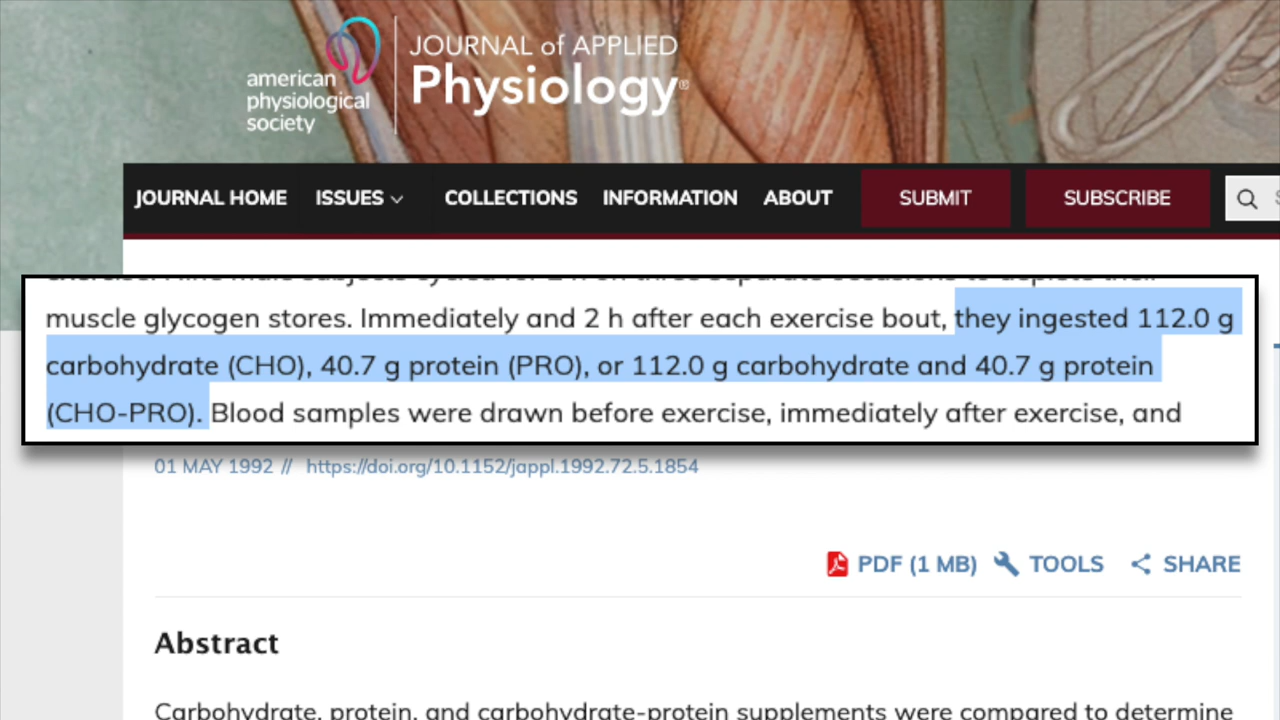 american
physiological
society
JOURNAL of APPLIED
Physiology®
JOURNAL HOME ISSUES COLLECTIONS INFORMATION ABOUT SUBMIT SUBSCRIBE
muscle glycogen stores. Immediately and 2 h after each exercise bout, they ingested 112.0 g
carbohydrate (CHO), 40.7 g protein (PRO), or 112.0 g carbohydrate and 40.7 g protein
(CHO-PRO). Blood samples were drawn before exercise, immediately after exercise, and
01 MAY 1992 // https://doi.org/10.1152/jappl.1992.72.5.1854
PDF (1 MB) TOOLS SHARE
Abstract
Carbohydrate, protein, and carbohydrate-protein supplements were compared to determine